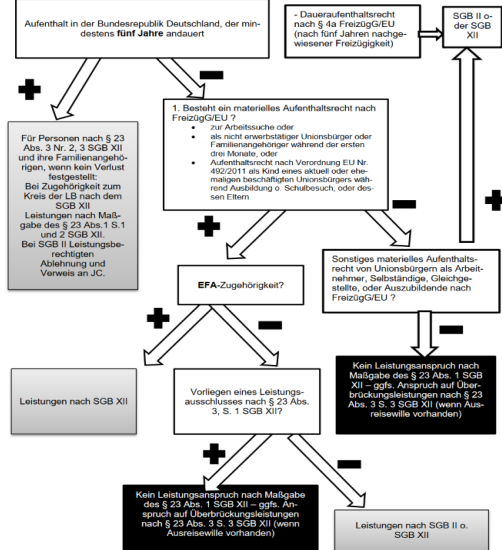 Aufenthalt in der Bundesrepublik Deutschland, der min-
destens fünf Jahre andauert
- Daueraufenthaltsrecht
nach § 4a FreizügG/EU
(nach fünf Jahren nachge-
wiesener Freizügigkeit)
SGB II o-
der SGB
XII
1. Besteht ein materielles Aufenthaltsrecht nach
FreizügG/EU ?
• zur Arbeitssuche oder
• als nicht erwerbstätiger Unionsbürger oder
Familienangehöriger während der ersten
drei Monate, oder
• Aufenthaltsrecht nach Verordnung EU Nr.
492/2011 als Kind eines aktuell oder ehe-
maligen beschäftigten Unionsbürgers wäh-
rend Ausbildung o. Schulbesuch, oder des-
sen Eltern
Für Personen nach § 23
Abs. 3 Nr. 2, 3 SGB XII
und ihre Familienangehö-
rigen, wenn kein Verlust
festgestellt:
Bei Zugehörigkeit zum
Kreis der LB nach dem
SGB XII
Leistungen nach Maß-
gabe des § 23 Abs.1 S.1
und 2 SGB XII.
Bei SGB II Leistungsbe-
rechtigten
Ablehnung und
Verweis an JC.
EFA-Zugehörigkeit?
Sonstiges materielles Aufenthalts-
recht von Unionsbürgern als Arbeit-
nehmer, Selbständige, Gleichge-
stellte, oder Auszubildende nach
FreizügG/EU ?
Leistungen nach SGB XII
Vorliegen eines Leistungs-
ausschlusses nach § 23 Abs.
3, S. 1 SGB XII?
Kein Leistungsanspruch nach
Maßgabe des § 23 Abs. 1 SGB
XII – ggfs. Anspruch auf Über-
brückungsleistungen nach § 23
Abs. 3 S. 3 SGB XII (wenn Aus-
reisewille vorhanden)
Kein Leistungsanspruch nach Maßgabe
des § 23 Abs. 1 SGB XII – ggfs. An-
spruch auf Überbrückungsleistungen
nach § 23 Abs. 3 S. 3 SGB XII (wenn
Ausreisewille vorhanden)
Leistungen nach SGB II o.
SGB XII